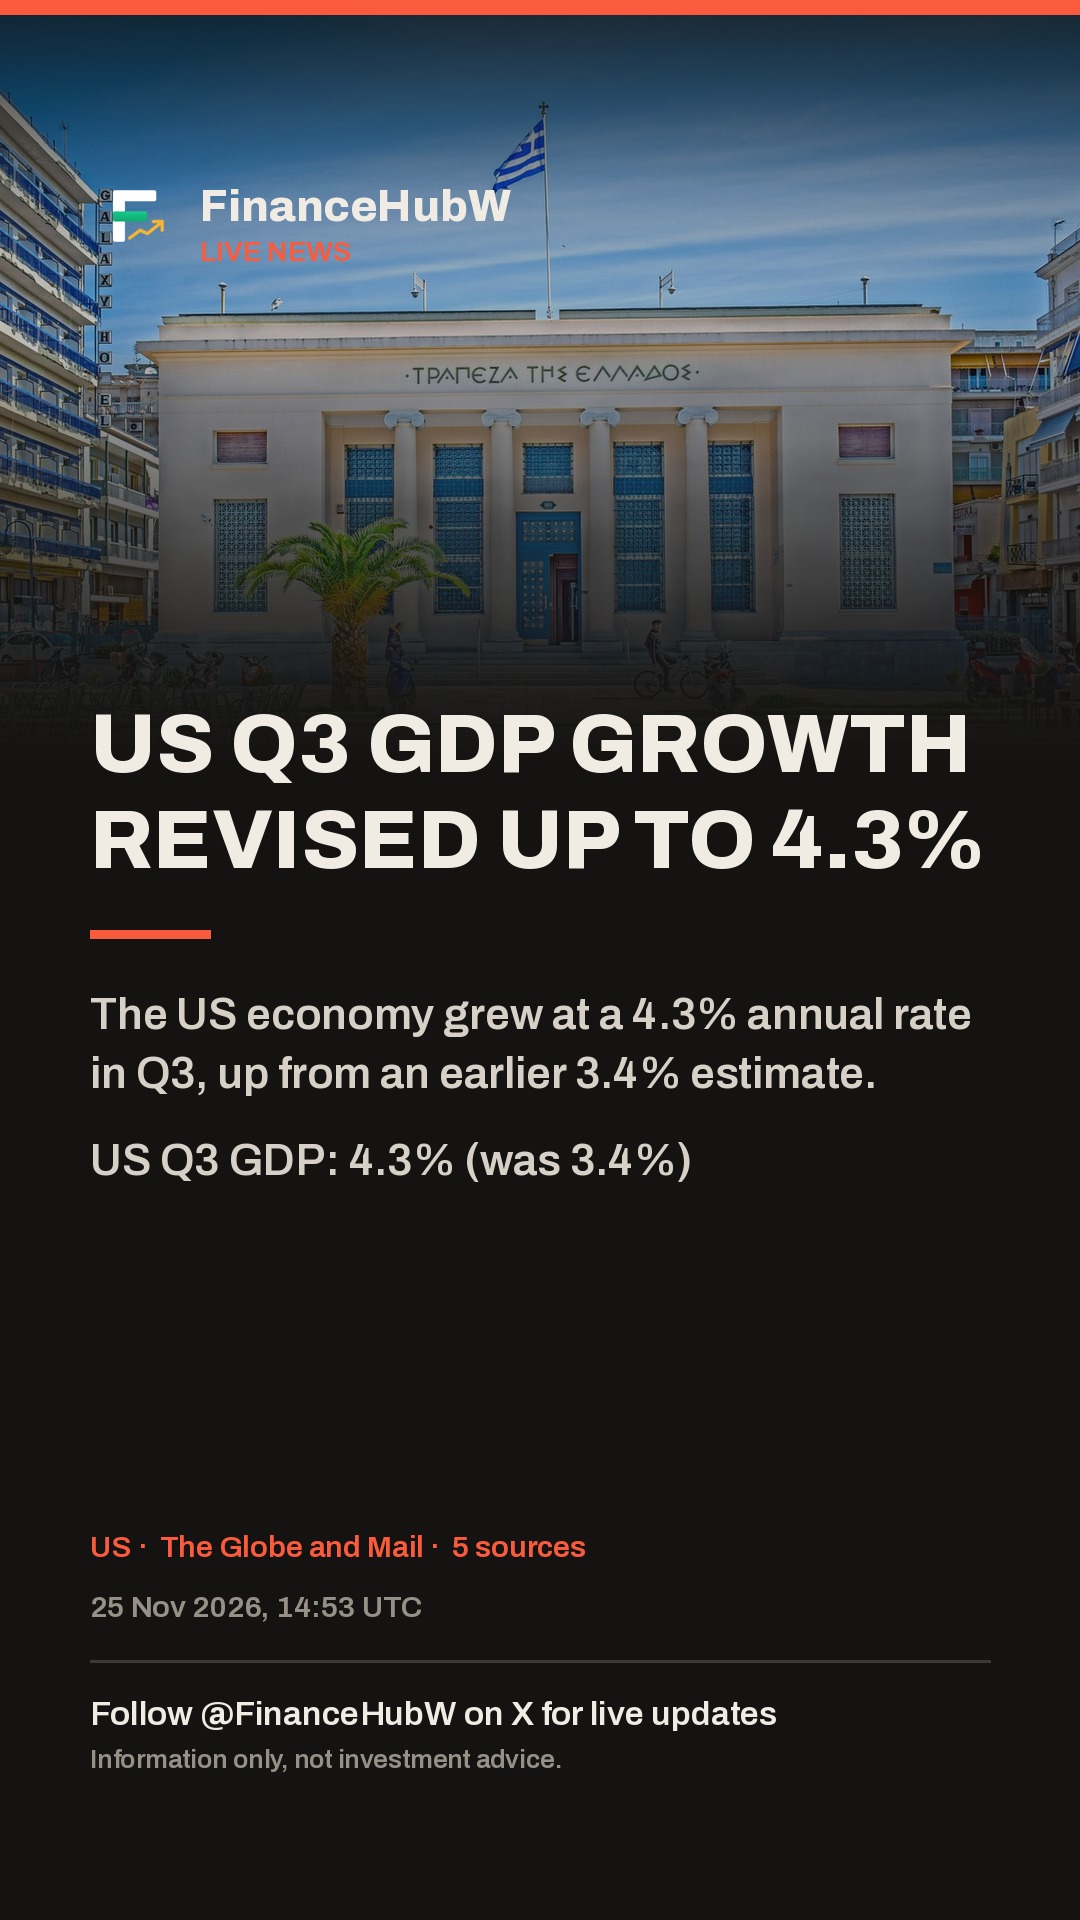 FinanceHubW
LIVE NEWS
GALAXY HO EL
·ΤΡΑΠΕΖΑ ΤΗΣ ΕΛΛΑΔΟΣ·
US Q3 GDP GROWTH
REVISED UP TO 4.3%
The US economy grew at a 4.3% annual rate
in Q3, up from an earlier 3.4% estimate.
US Q3 GDP: 4.3% (was 3.4%)
US · The Globe and Mail · 5 sources
25 Nov 2026, 14:53 UTC
Follow @FinanceHubW on X for live updates
Information only, not investment advice.